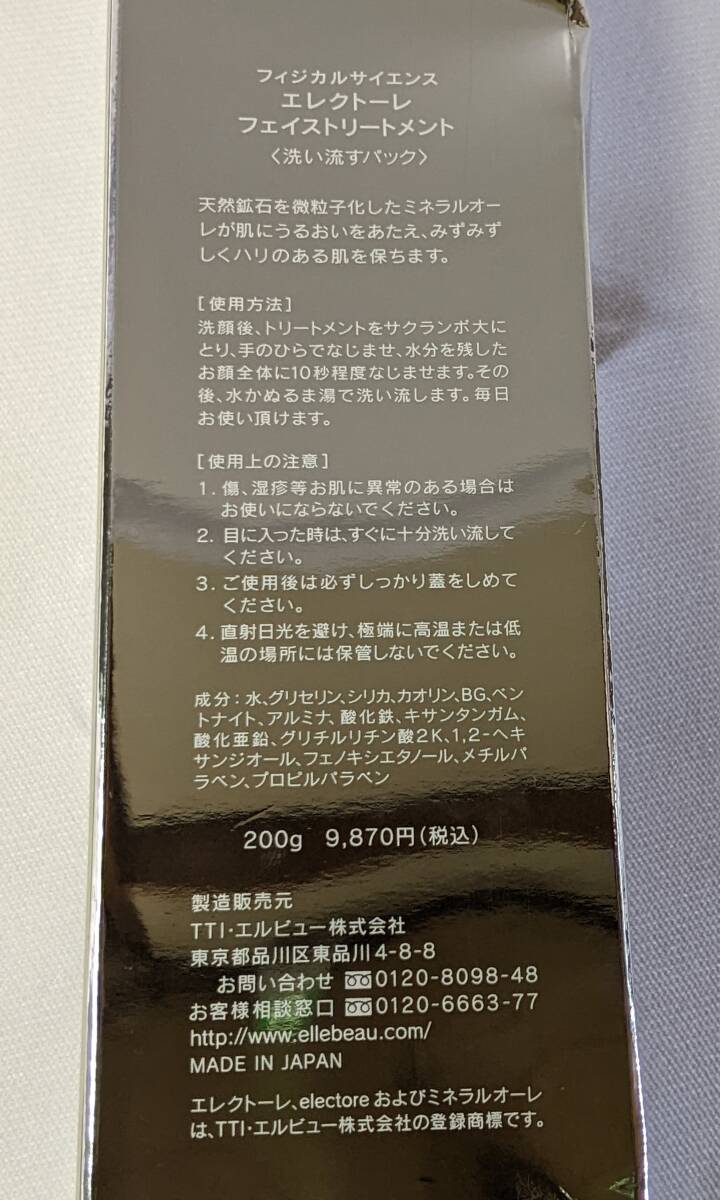 フィジカルサイエンス
エレクトーレ
フェイストリートメント
〈洗い流すパック〉
天然鉱石を微粒子化したミネラルオー
レが肌にうるおいをあたえ、みずみず
しくハリのある肌を保ちます。
[使用方法]
洗顔後、トリートメントをサクランボ大に
とり、手のひらでなじませ、水分を残した
お顔全体に10秒程度なじませます。その
後、水かぬるま湯で洗い流します。毎日
お使い頂けます。
[使用上の注意]
1. 傷、湿疹等お肌に異常のある場合は
お使いにならないでください。
2. 目に入った時は、すぐに十分洗い流して
ください。
3. ご使用後は必ずしっかり蓋をしめて
ください。
4. 直射日光を避け、極端に高温または低
温の場所には保管しないでください。
成分：水、グリセリン、シリカ、カオリン、BG、ベン
トナイト、アルミナ、酸化鉄、キサンタンガム、
酸化亜鉛、グリチルリチン酸2K、1,2-ヘキ
サンジオール、フェノキシエタノール、メチルパ
ラベン、プロピルパラベン
200g 9,870円(税込)
製造販売元
TTI・エルビュー株式会社
東京都品川区東品川4-8-8
お問い合わせ 0120-8098-48
お客様相談窓口 0120-6663-77
http://www.ellebeau.com/
MADE IN JAPAN
エレクトーレ、electoreおよびミネラルオーレ
は、TTI・エルビュー株式会社の登録商標です。